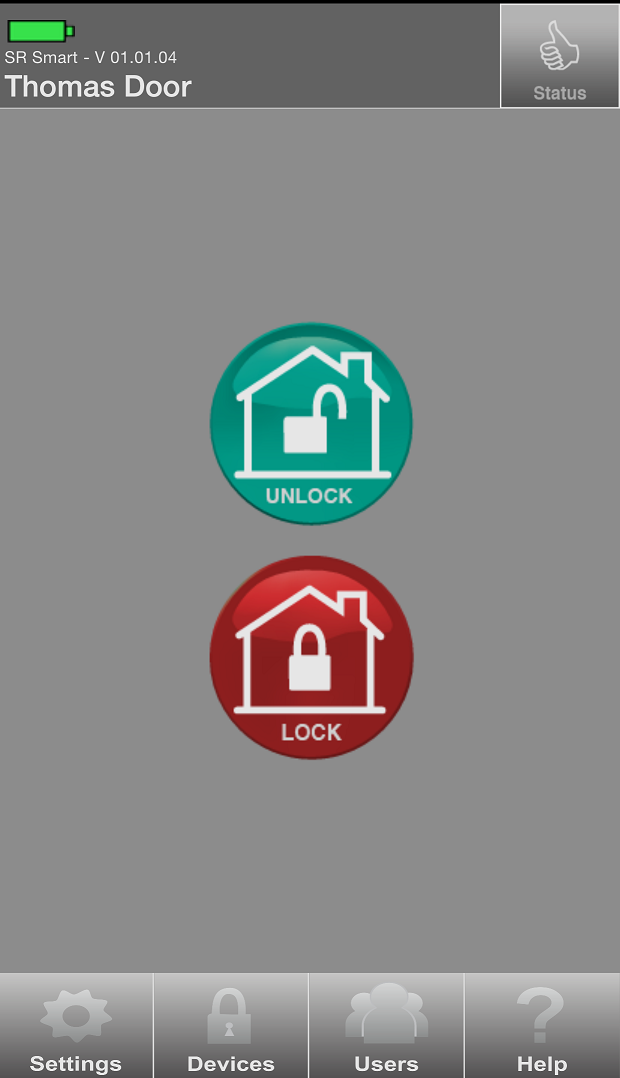 SR Smart - V 01.01.04
Thomas Door
Status
UNLOCK
LOCK
Settings
Devices
Users
Help